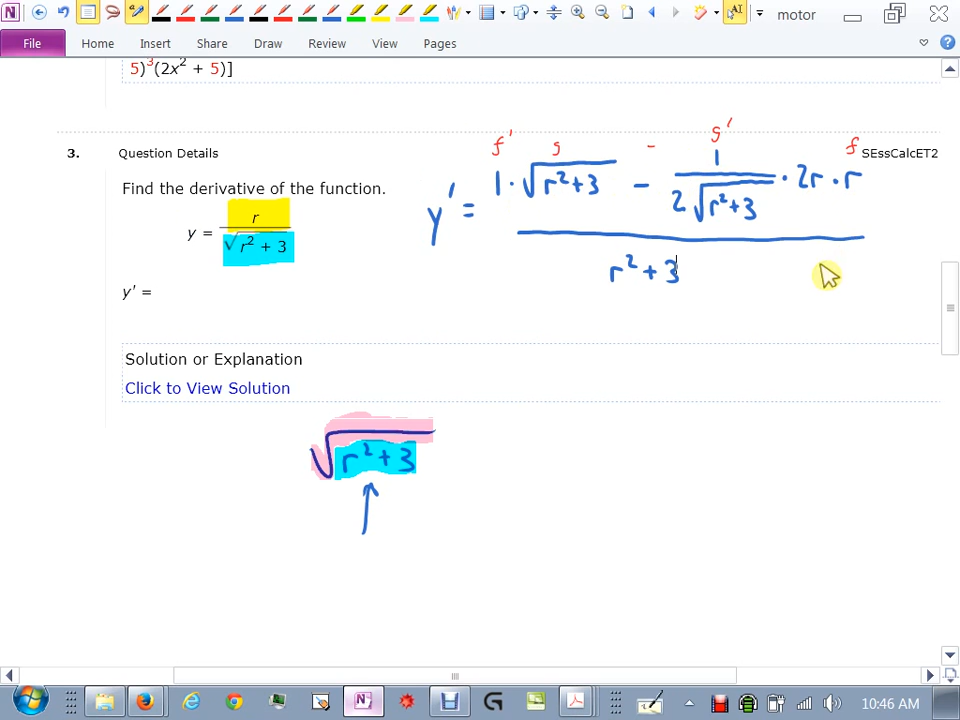 motor
File Home Insert Share Draw Review View Pages
5)³(2x² + 5)]
3. Question Details SEssCalcET2
Find the derivative of the function.
y = r / √(r² + 3)
y' =
f' g - g' f
y' = (1 · √(r²+3) - 1/(2√(r²+3)) · 2r · r) / (r² + 3)
Solution or Explanation
Click to View Solution
√(r² + 3)
10:46 AM